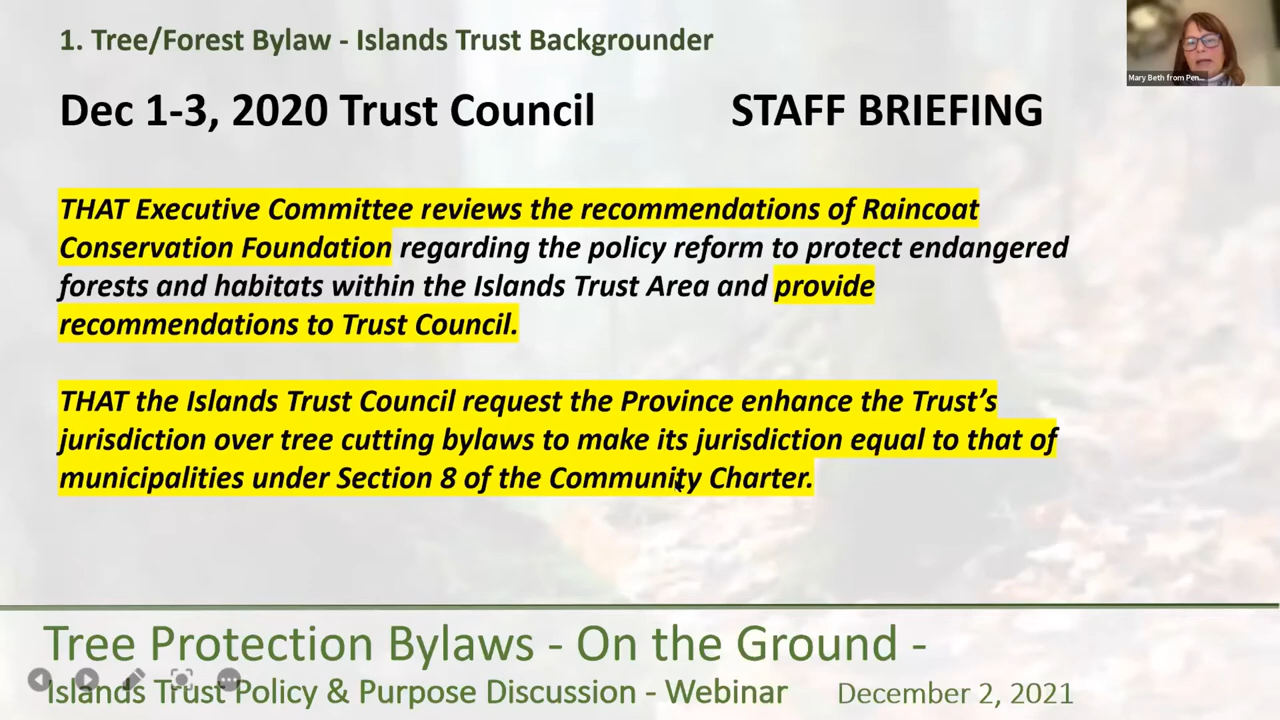 1. Tree/Forest Bylaw - Islands Trust Backgrounder
Mary Beth from Pen...
Dec 1-3, 2020 Trust Council STAFF BRIEFING
THAT Executive Committee reviews the recommendations of Raincoat
Conservation Foundation regarding the policy reform to protect endangered
forests and habitats within the Islands Trust Area and provide
recommendations to Trust Council.
THAT the Islands Trust Council request the Province enhance the Trust’s
jurisdiction over tree cutting bylaws to make its jurisdiction equal to that of
municipalities under Section 8 of the Community Charter.
Tree Protection Bylaws - On the Ground -
Islands Trust Policy & Purpose Discussion - Webinar December 2, 2021